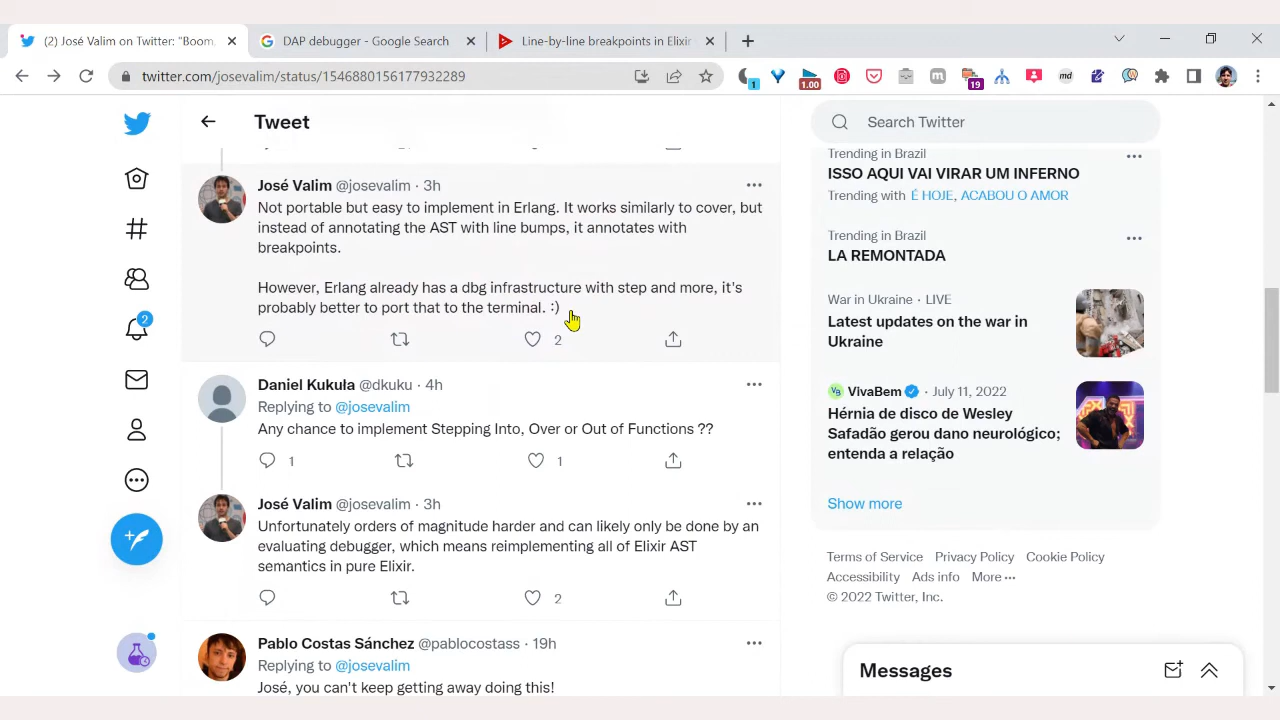 (2) José Valim on Twitter: "Boom
DAP debugger - Google Search
Line-by-line breakpoints in Elixir
twitter.com/josevalim/status/1546880156177932289
1
1.00
19
md
Tweet
Search Twitter
José Valim @josevalim · 3h
Not portable but easy to implement in Erlang. It works similarly to cover, but
instead of annotating the AST with line bumps, it annotates with
breakpoints.
However, Erlang already has a dbg infrastructure with step and more, it's
probably better to port that to the terminal. :)
2
2
Daniel Kukuła @dkuku · 4h
Replying to @josevalim
Any chance to implement Stepping Into, Over or Out of Functions ??
1
1
José Valim @josevalim · 3h
Unfortunately orders of magnitude harder and can likely only be done by an
evaluating debugger, which means reimplementing all of Elixir AST
semantics in pure Elixir.
2
Pablo Costas Sánchez @pablocostass · 19h
Replying to @josevalim
José, you can't keep getting away doing this!
Trending in Brazil
ISSO AQUI VAI VIRAR UM INFERNO
Trending with É HOJE, ACABOU O AMOR
Trending in Brazil
LA REMONTADA
War in Ukraine · LIVE
Latest updates on the war in
Ukraine
VB VivaBem · July 11, 2022
Hérnia de disco de Wesley
Safadão gerou dano neurológico;
entenda a relação
Show more
Terms of Service Privacy Policy Cookie Policy
Accessibility Ads info More ···
© 2022 Twitter, Inc.
Messages